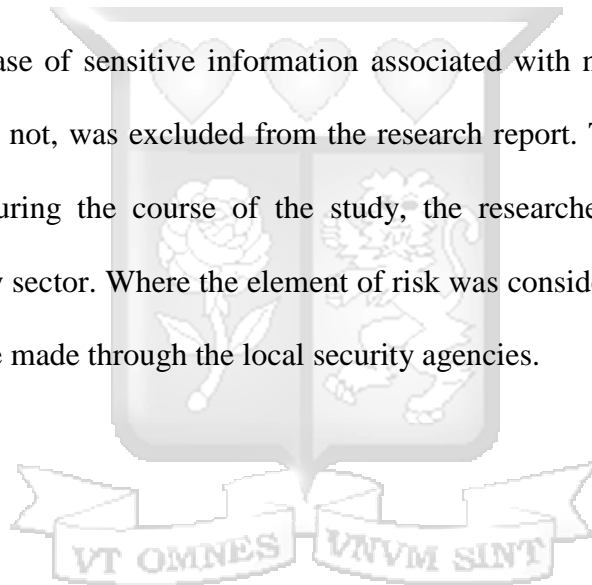 ase of sensitive information associated with
not, was excluded from the research report.
uring the course of the study, the researche
sector. Where the element of risk was conside
made through the local security agencies.
VT OMNES VNVM SINT